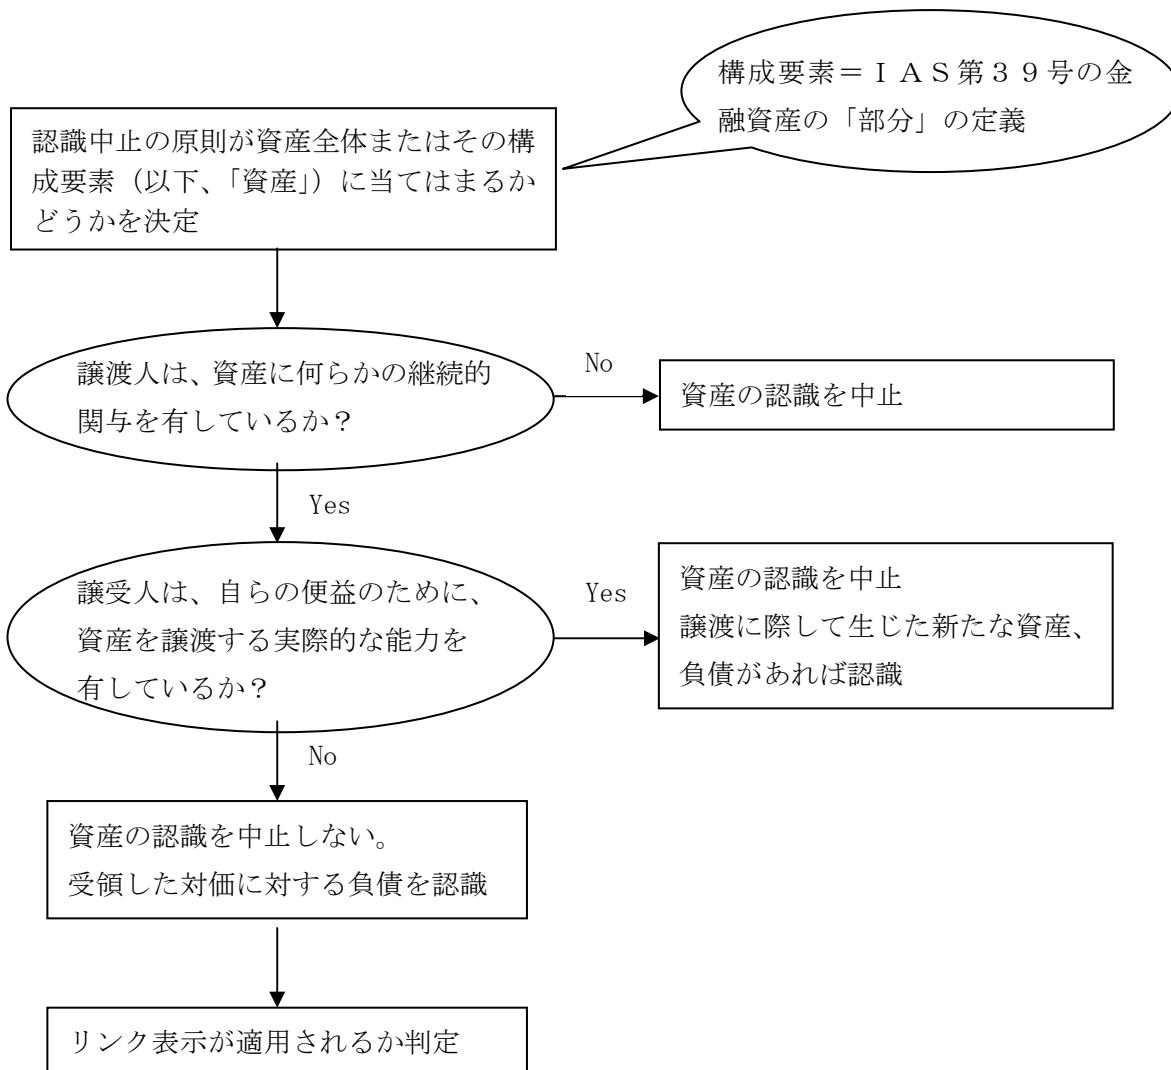 構成要素＝ＩＡＳ第３９号の金
融資産の「部分」の定義
認識中止の原則が資産全体またはその構
成要素（以下、「資産」）に当てはまるか
どうかを決定
譲渡人は、資産に何らかの継続的
関与を有しているか？
No
資産の認識を中止
Yes
譲受人は、自らの便益のために、
資産を譲渡する実際的な能力を
有しているか？
Yes
資産の認識を中止
譲渡に際して生じた新たな資産、
負債があれば認識
No
資産の認識を中止しない。
受領した対価に対する負債を認識
リンク表示が適用されるか判定